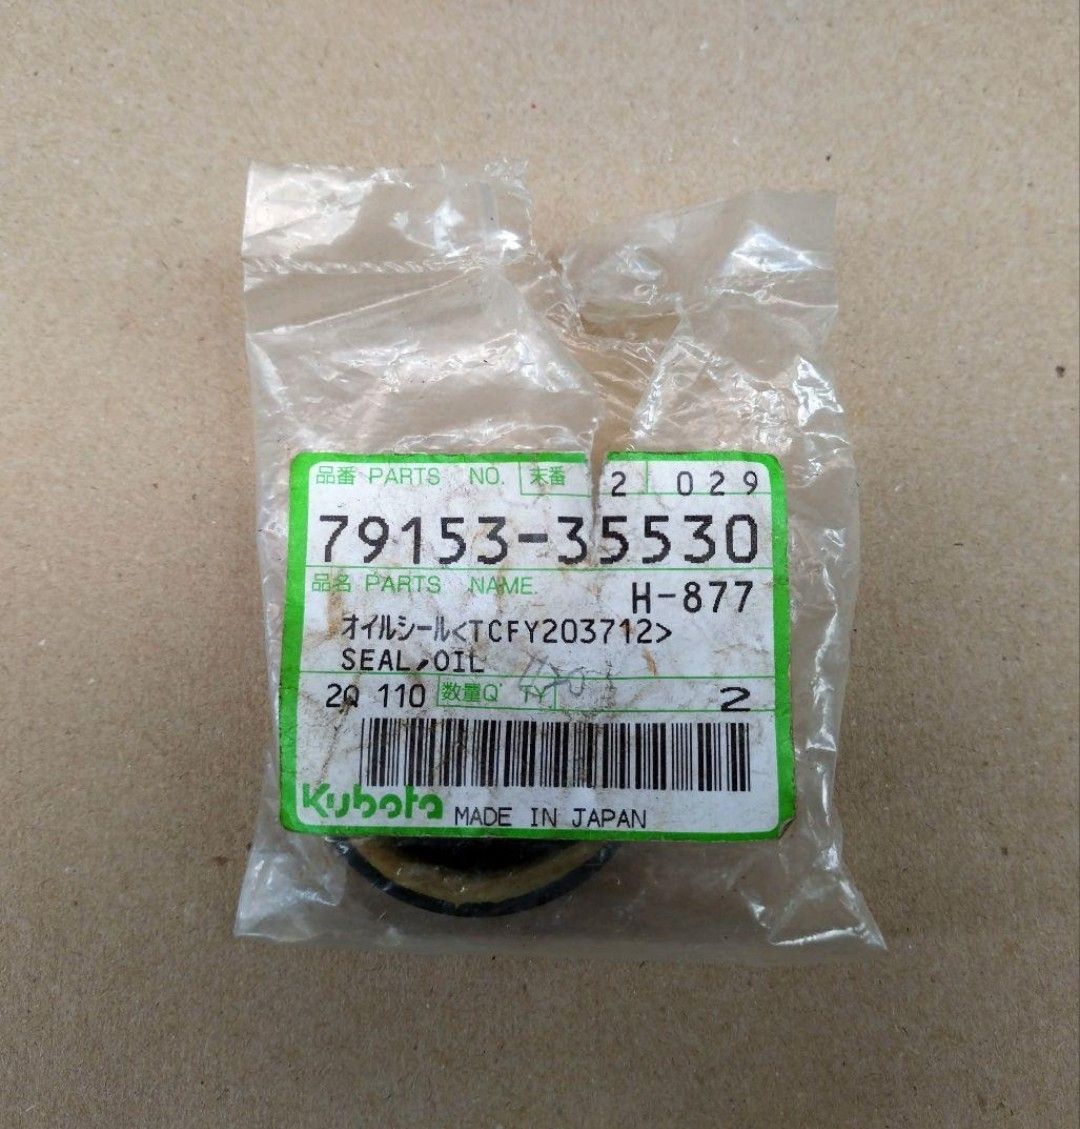 品番 PARTS NO. 末番 2 029
79153-35530
品名 PARTS NAME. H-877
オイルシール<TCFY203712>
SEAL,OIL
2Q 110 数量Q'TY 2
Kubota MADE IN JAPAN